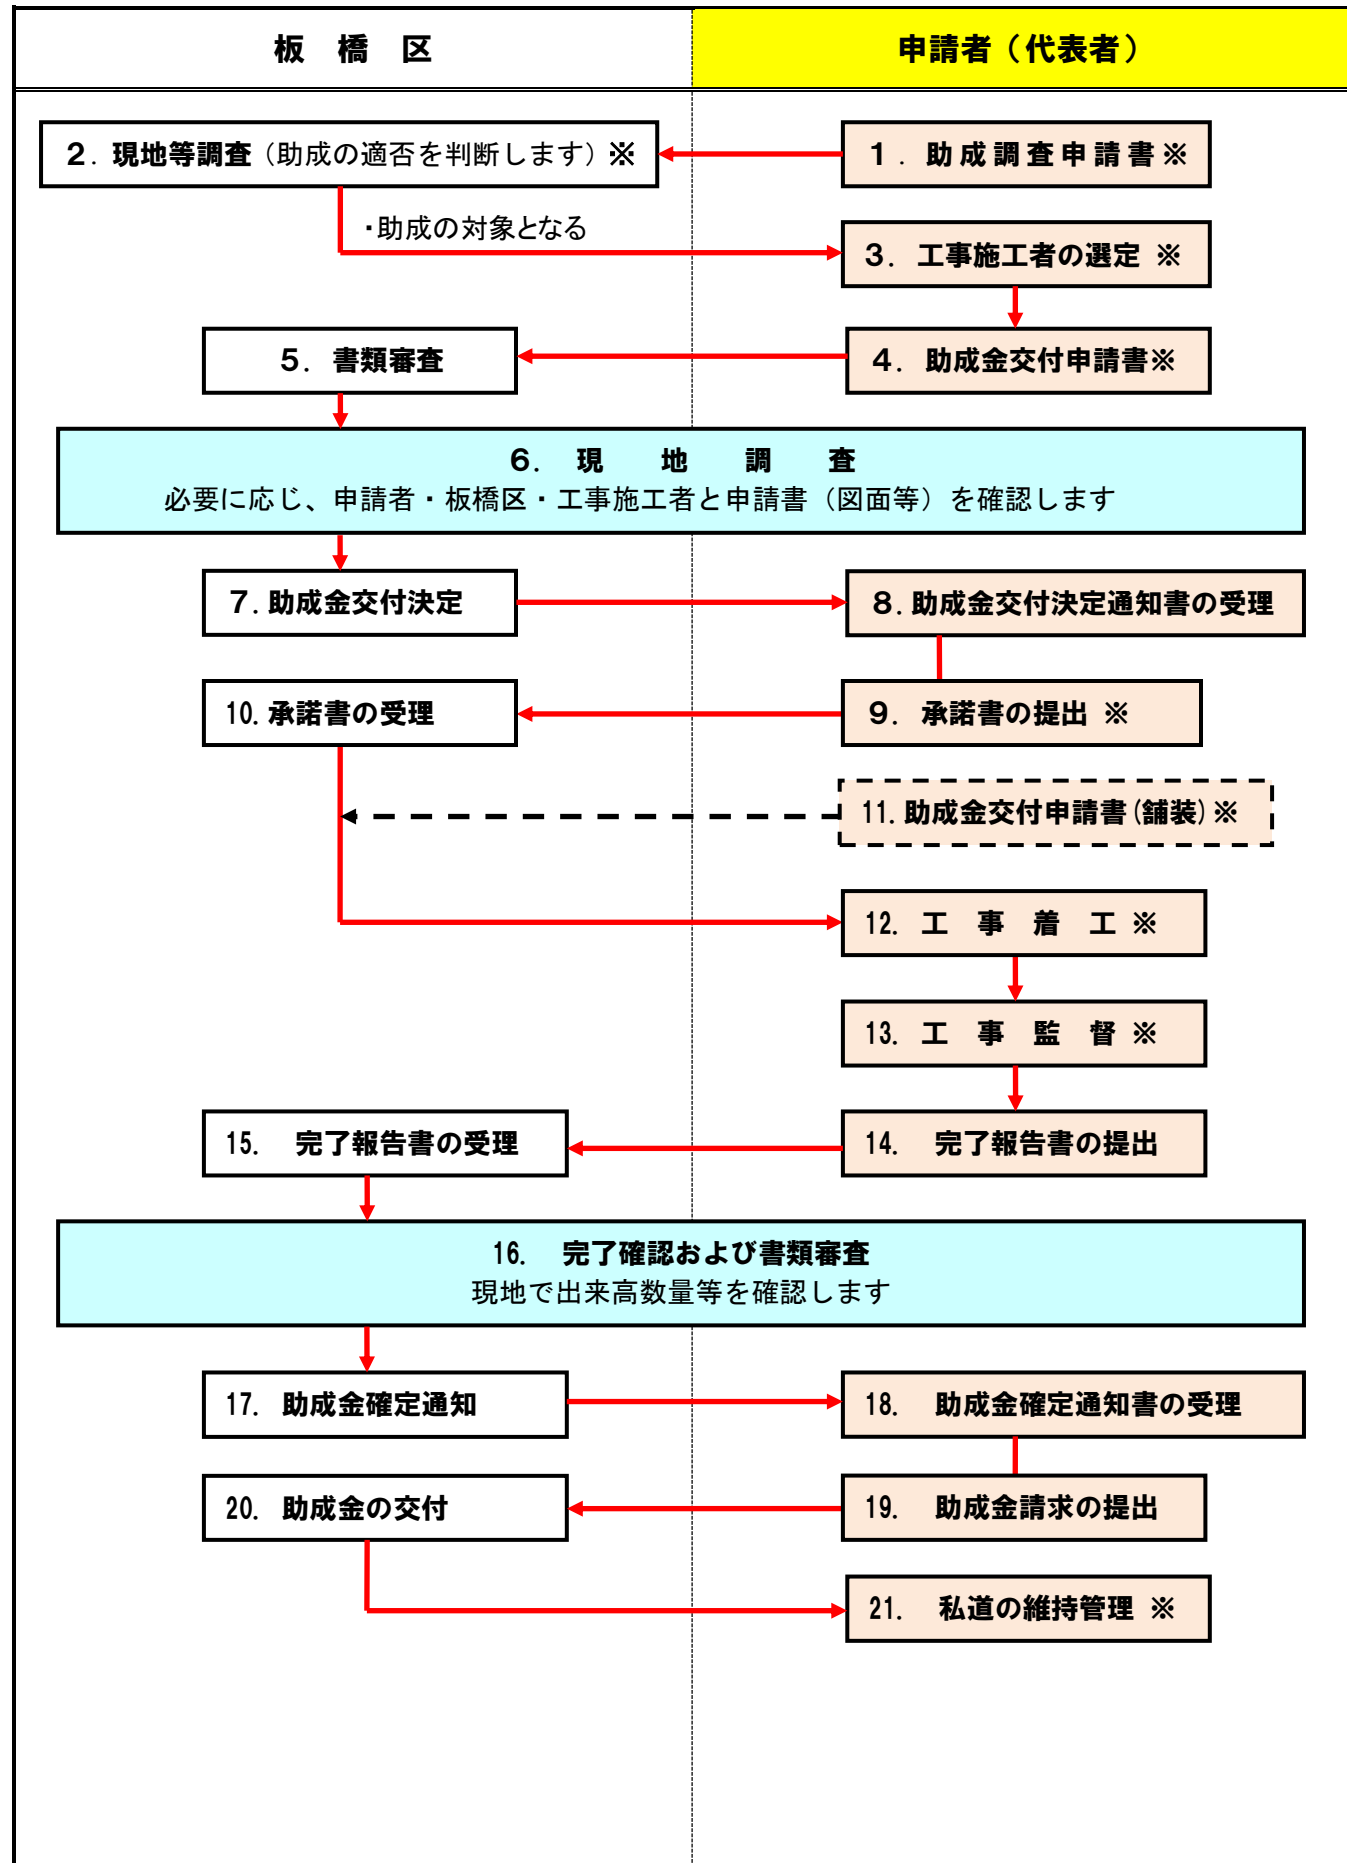 板　橋　区
申請者（代表者）
２．現地等調査（助成の適否を判断します）※
１．助成調査申請書※
・助成の対象となる
３．工事施工者の選定 ※
５．書類審査
４．助成金交付申請書※
６．現　地　調　査
必要に応じ、申請者・板橋区・工事施工者と申請書（図面等）を確認します
７.助成金交付決定
８.助成金交付決定通知書の受理
10.承諾書の受理
９．承諾書の提出 ※
11.助成金交付申請書(舗装)※
12. 工　事　着　工 ※
13. 工　事　監　督 ※
15.　完了報告書の受理
14.　完了報告書の提出
16.　完了確認および書類審査
現地で出来高数量等を確認します
17. 助成金確定通知
18.　助成金確定通知書の受理
20. 助成金の交付
19.　助成金請求の提出
21.　私道の維持管理 ※